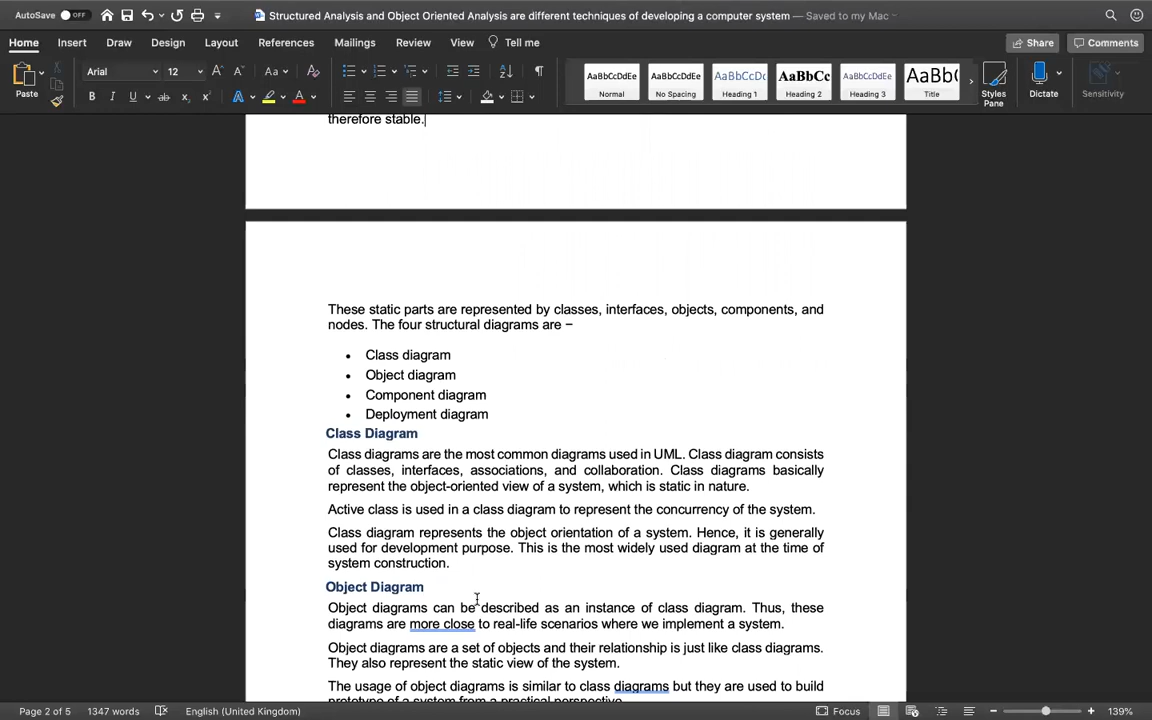 AutoSave OFF Structured Analysis and Object Oriented Analysis are different techniques of developing a computer system — Saved to my Mac
Home Insert Draw Design Layout References Mailings Review View Tell me Share Comments
Paste Arial 12 A A Aa A AaBbCcDdEe AaBbCcDdEe AaBbCcDc AaBbCc AaBbCcDdEe AaBb(
B I U ab x₂ x² A A Normal No Spacing Heading 1 Heading 2 Heading 3 Title Styles Pane Dictate Sensitivity
therefore stable.
These static parts are represented by classes, interfaces, objects, components, and
nodes. The four structural diagrams are −
• Class diagram
• Object diagram
• Component diagram
• Deployment diagram
Class Diagram
Class diagrams are the most common diagrams used in UML. Class diagram consists
of classes, interfaces, associations, and collaboration. Class diagrams basically
represent the object-oriented view of a system, which is static in nature.
Active class is used in a class diagram to represent the concurrency of the system.
Class diagram represents the object orientation of a system. Hence, it is generally
used for development purpose. This is the most widely used diagram at the time of
system construction.
Object Diagram
Object diagrams can be described as an instance of class diagram. Thus, these
diagrams are more close to real-life scenarios where we implement a system.
Object diagrams are a set of objects and their relationship is just like class diagrams.
They also represent the static view of the system.
The usage of object diagrams is similar to class diagrams but they are used to build
prototype of a system from a practical perspective.
Page 2 of 5 1347 words English (United Kingdom) Focus 139%